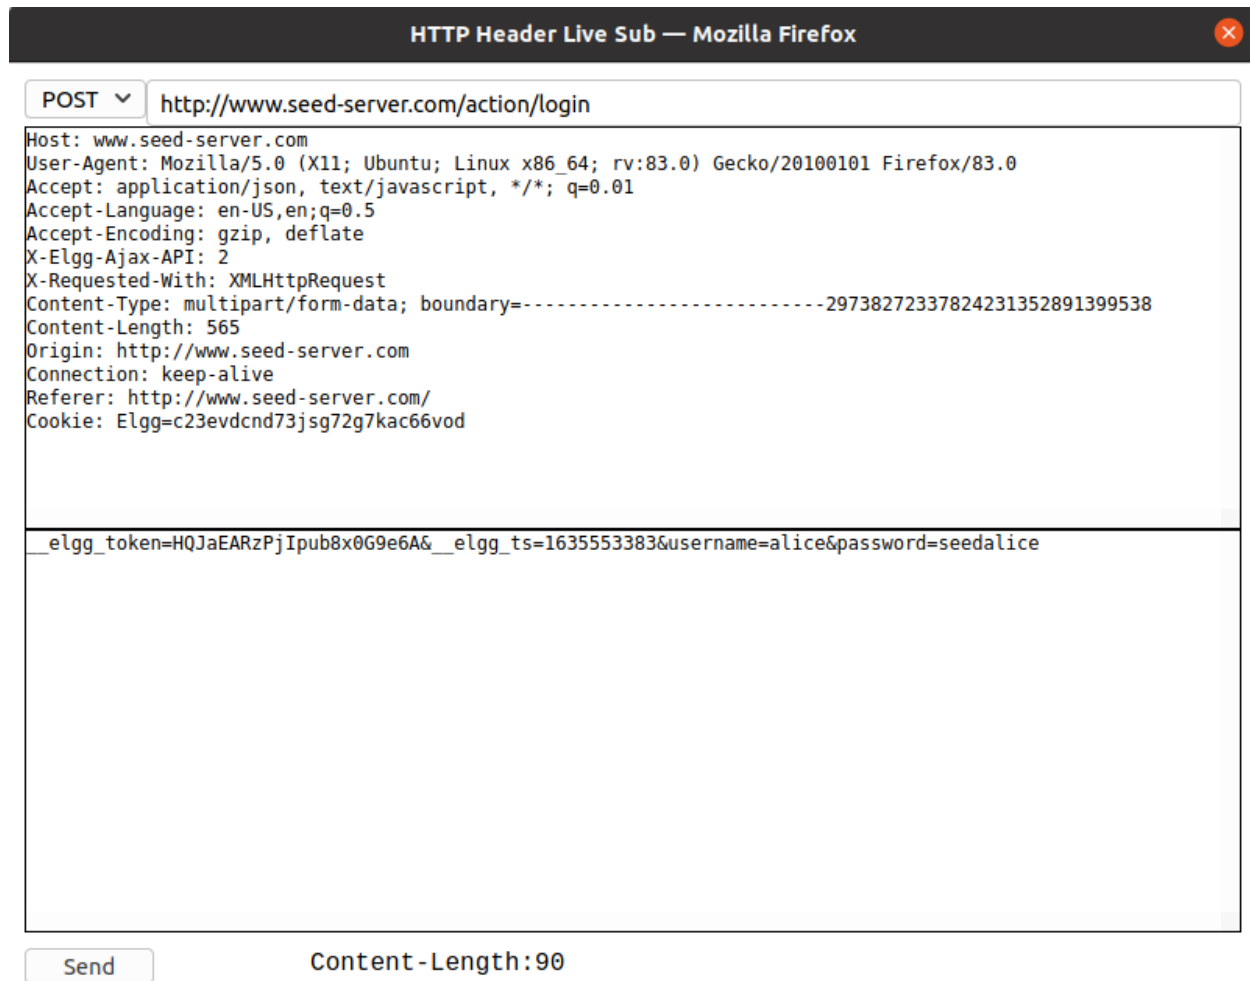 HTTP Header Live Sub — Mozilla Firefox
POST
http://www.seed-server.com/action/login
Host: www.seed-server.com
User-Agent: Mozilla/5.0 (X11; Ubuntu; Linux x86_64; rv:83.0) Gecko/20100101 Firefox/83.0
Accept: application/json, text/javascript, */*; q=0.01
Accept-Language: en-US,en;q=0.5
Accept-Encoding: gzip, deflate
X-Elgg-Ajax-API: 2
X-Requested-With: XMLHttpRequest
Content-Type: multipart/form-data; boundary=---------------------------29738272337824231352891399538
Content-Length: 565
Origin: http://www.seed-server.com
Connection: keep-alive
Referer: http://www.seed-server.com/
Cookie: Elgg=c23evdcnd73jsg72g7kac66vod
__elgg_token=HQJaEARzPjIpub8x0G9e6A&__elgg_ts=1635553383&username=alice&password=seedalice
Send
Content-Length:90